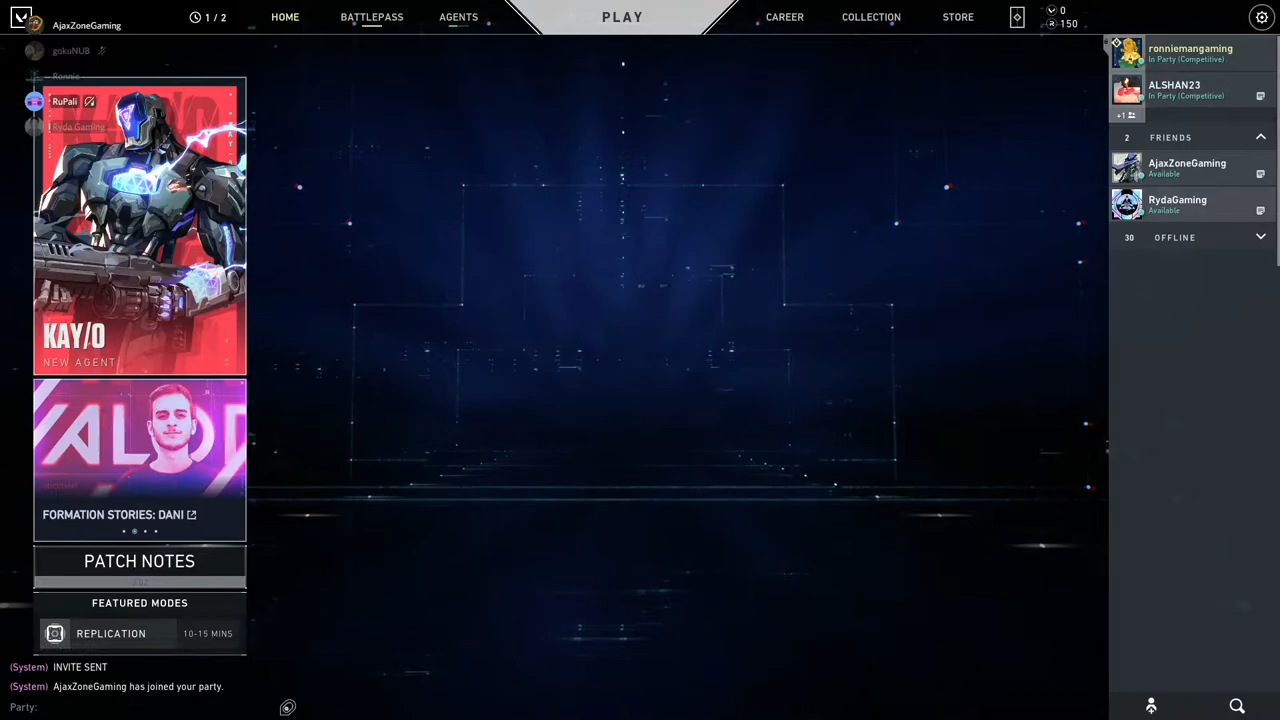 AjaxZoneGaming
1 / 2
HOME
BATTLEPASS
AGENTS
PLAY
CAREER
COLLECTION
STORE
0
150
gokuNUB
Ronnie
RuPali
Ryda Gaming
KAY/O
NEW AGENT
FORMATION STORIES: DANI
PATCH NOTES
3.02
FEATURED MODES
REPLICATION
10-15 MINS
(System) INVITE SENT
(System) AjaxZoneGaming has joined your party.
Party:
ronniemangaming
In Party (Competitive)
ALSHAN23
In Party (Competitive)
+1
2 FRIENDS
AjaxZoneGaming
Available
RydaGaming
Available
30 OFFLINE